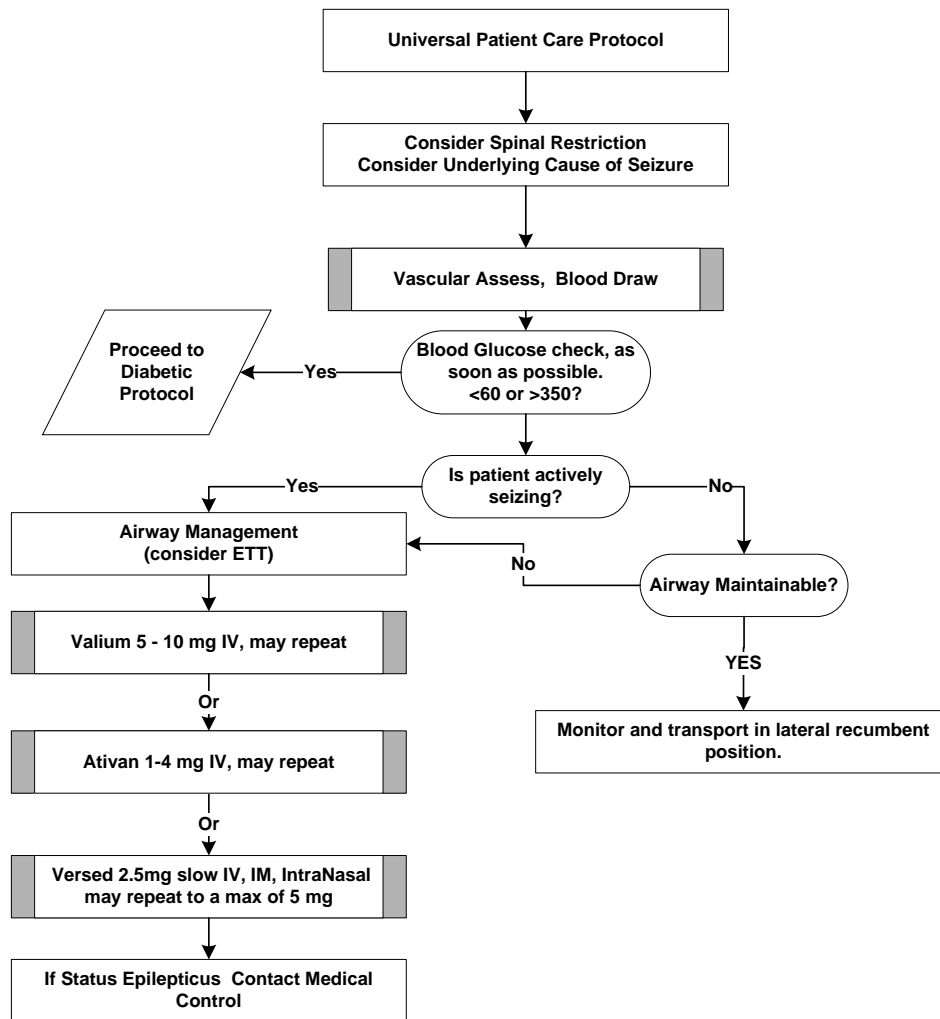 Universal Patient Care Protocol
Consider Spinal Restriction
Consider Underlying Cause of Seizure
Vascular Assess, Blood Draw
Blood Glucose check, as
soon as possible.
<60 or >350?
Yes
Proceed to
Diabetic
Protocol
Is patient actively
seizing?
Yes
No
Airway Management
(consider ETT)
No
Airway Maintainable?
Valium 5 - 10 mg IV, may repeat
YES
Or
Monitor and transport in lateral recumbent
position.
Ativan 1-4 mg IV, may repeat
Or
Versed 2.5mg slow IV, IM, IntraNasal
may repeat to a max of 5 mg
If Status Epilepticus Contact Medical
Control